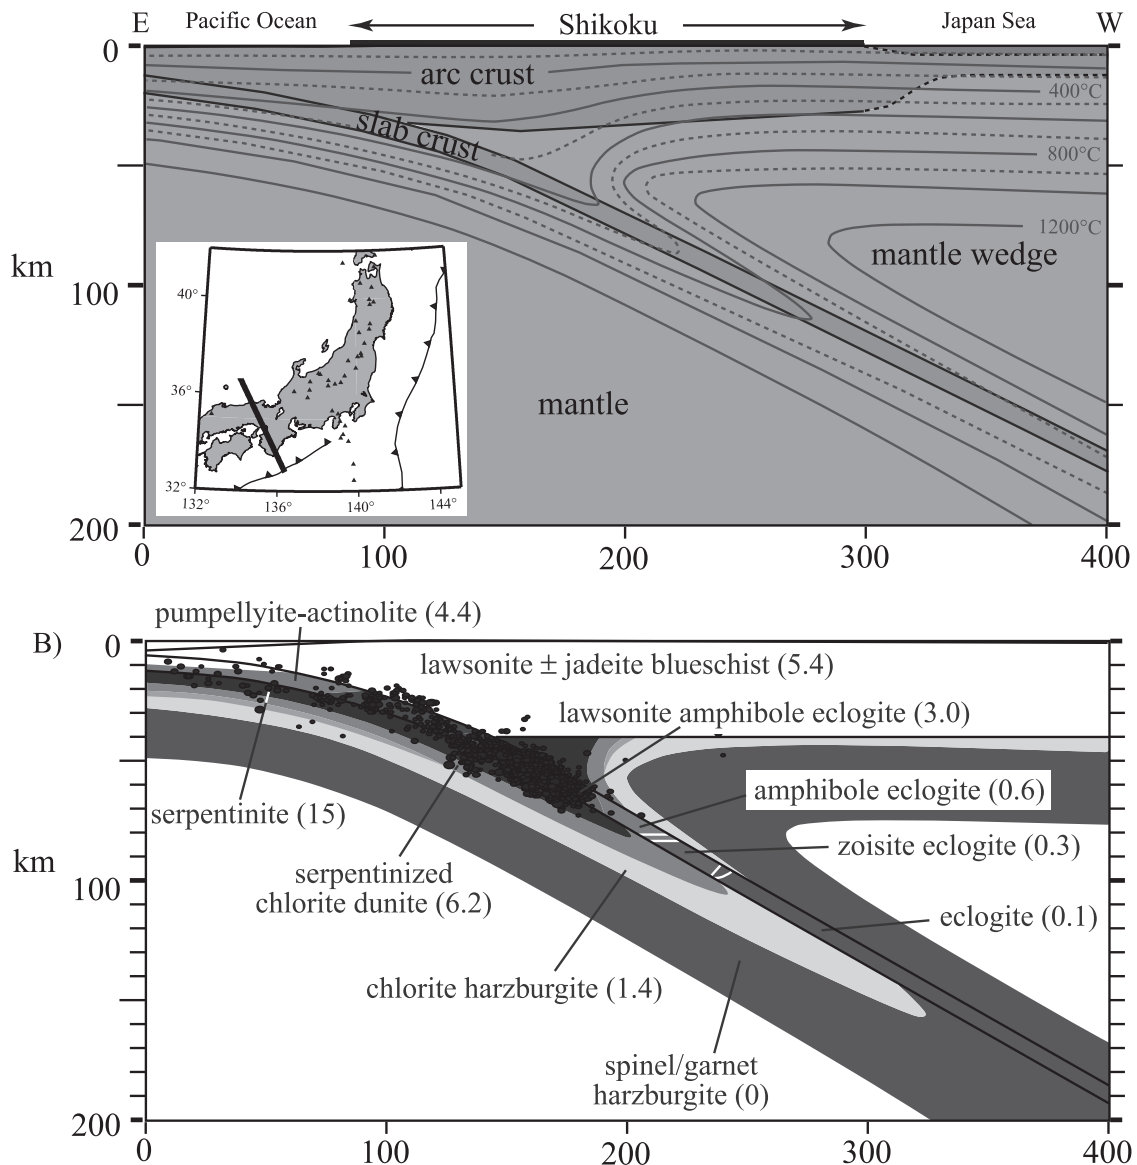 E Pacific Ocean Shikoku Japan Sea W
0
arc crust
400°C
slab crust
800°C
1200°C
mantle wedge
km
100
40°
36°
mantle
32°
132° 136° 140° 144°
200
0 100 200 300 400
pumpellyite-actinolite (4.4)
B)
0
lawsonite ± jadeite blueschist (5.4)
lawsonite amphibole eclogite (3.0)
amphibole eclogite (0.6)
serpentinite (15)
zoisite eclogite (0.3)
km
serpentinized
chlorite dunite (6.2)
100
eclogite (0.1)
chlorite harzburgite (1.4)
spinel/garnet
harzburgite (0)
200
0 100 200 300 400